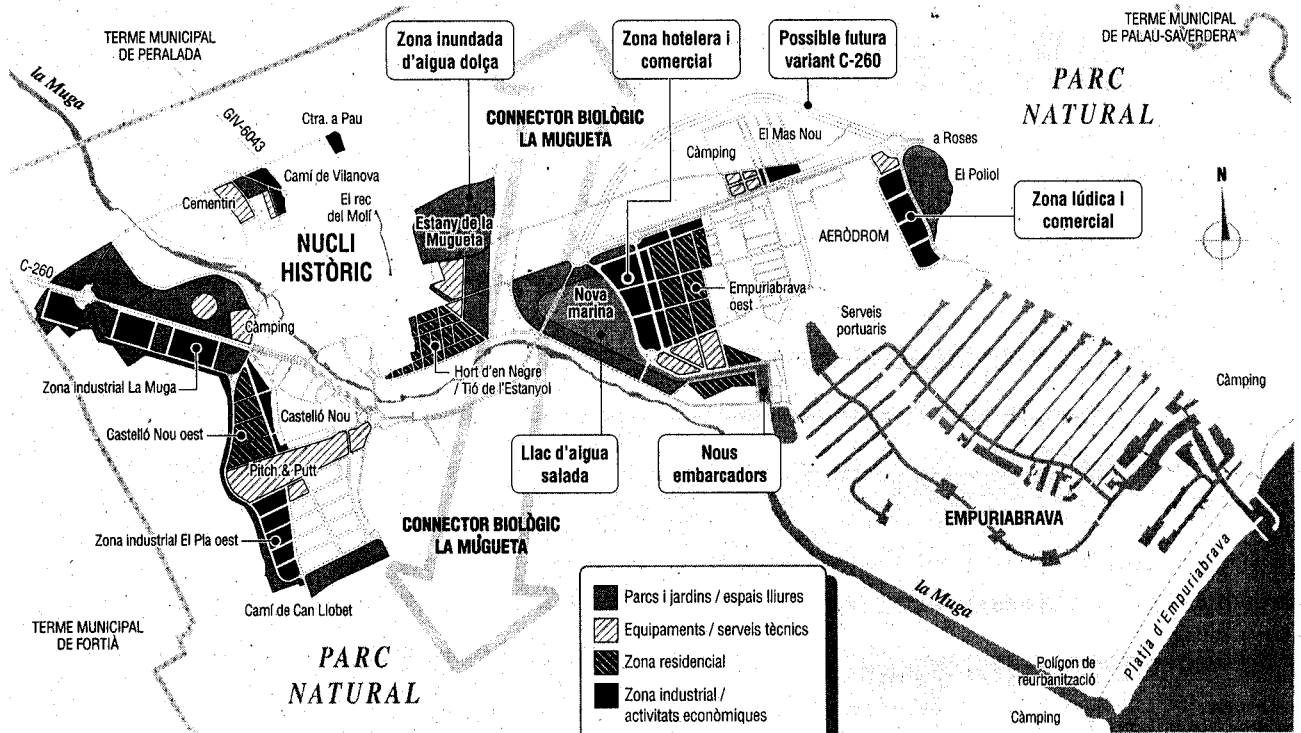 TERME MUNICIPAL
DE PERALADA
la Muga
Zona inundada
d'aigua dolça
Zona hotelera i
comercial
Possible futura
variant C-260
TERME MUNICIPAL
DE PALAU-SAVERDERA
PARC
NATURAL
GIV-6043
Ctra. a Pau
CONNECTOR BIOLÒGIC
LA MUGUETA
El Mas Nou
a Roses
Càmping
El Poliol
N
Camí de Vilanova
Cementiri
El rec
del Molí
NUCLI
HISTÒRIC
Estany de la
Mugueta
Zona lúdica i
comercial
AERÒDROM
C-260
Nova
marina
Empuriabrava
oest
Serveis
portuaris
Càmping
Zona industrial La Muga
Hort d'en Negre
/ Tió de l'Estanyol
Càmping
Castelló Nou
Castelló Nou oest
Pitch & Putt
Llac d'aigua
salada
Nous
embarcadors
Zona industrial El Pla oest
CONNECTOR BIOLÒGIC
LA MUGUETA
EMPURIABRAVA
Camí de Can Llobet
la Muga
Platja d'Empuriabrava
TERME MUNICIPAL
DE FORTIÀ
PARC
NATURAL
Parcs i jardins / espais lliures
Equipaments / serveis tècnics
Zona residencial
Zona industrial /
activitats econòmiques
Polígon de
reurbanització
Càmping